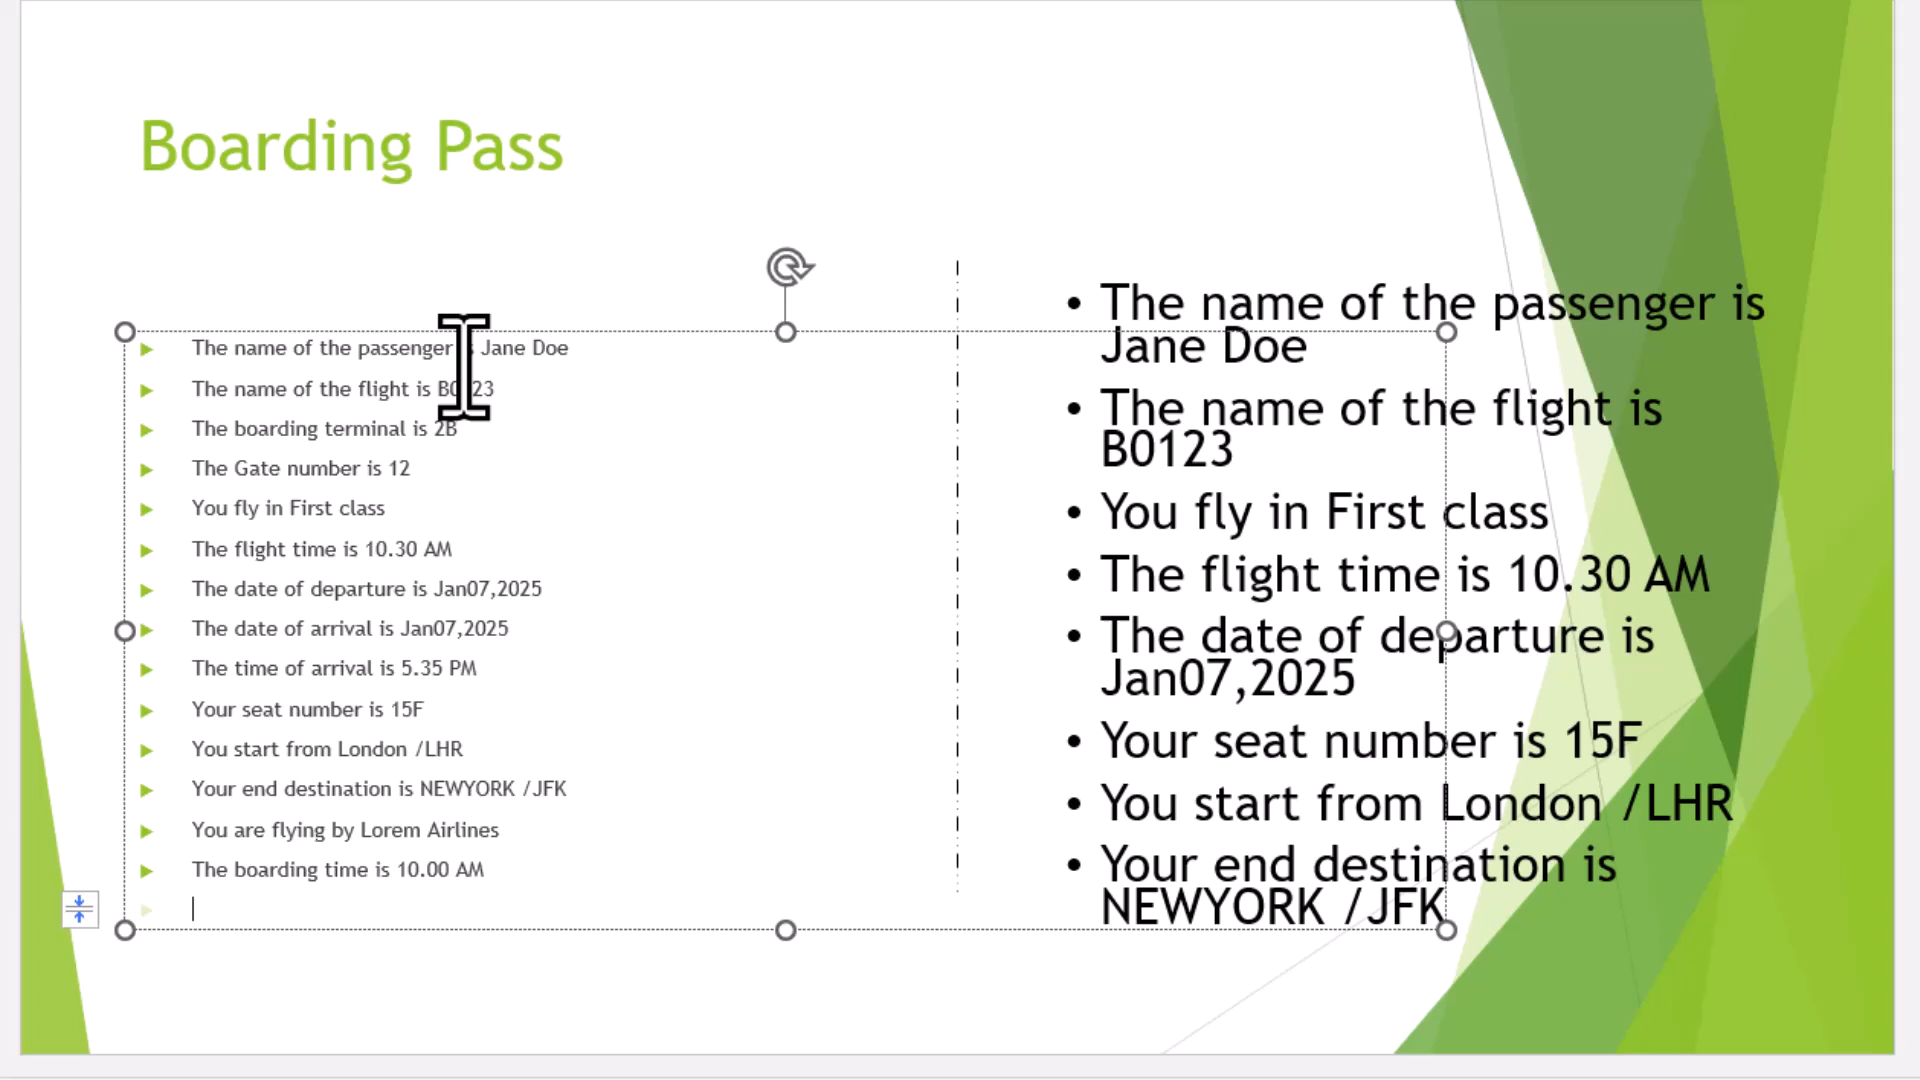 Boarding Pass
The name of the passenger is Jane Doe
The name of the flight is B0123
The boarding terminal is 2B
The Gate number is 12
You fly in First class
The flight time is 10.30 AM
The date of departure is Jan07,2025
The date of arrival is Jan07,2025
The time of arrival is 5.35 PM
Your seat number is 15F
You start from London /LHR
Your end destination is NEWYORK /JFK
You are flying by Lorem Airlines
The boarding time is 10.00 AM
• The name of the passenger is
Jane Doe
• The name of the flight is
B0123
• You fly in First class
• The flight time is 10.30 AM
• The date of departure is
Jan07,2025
• Your seat number is 15F
• You start from London /LHR
• Your end destination is
NEWYORK /JFK